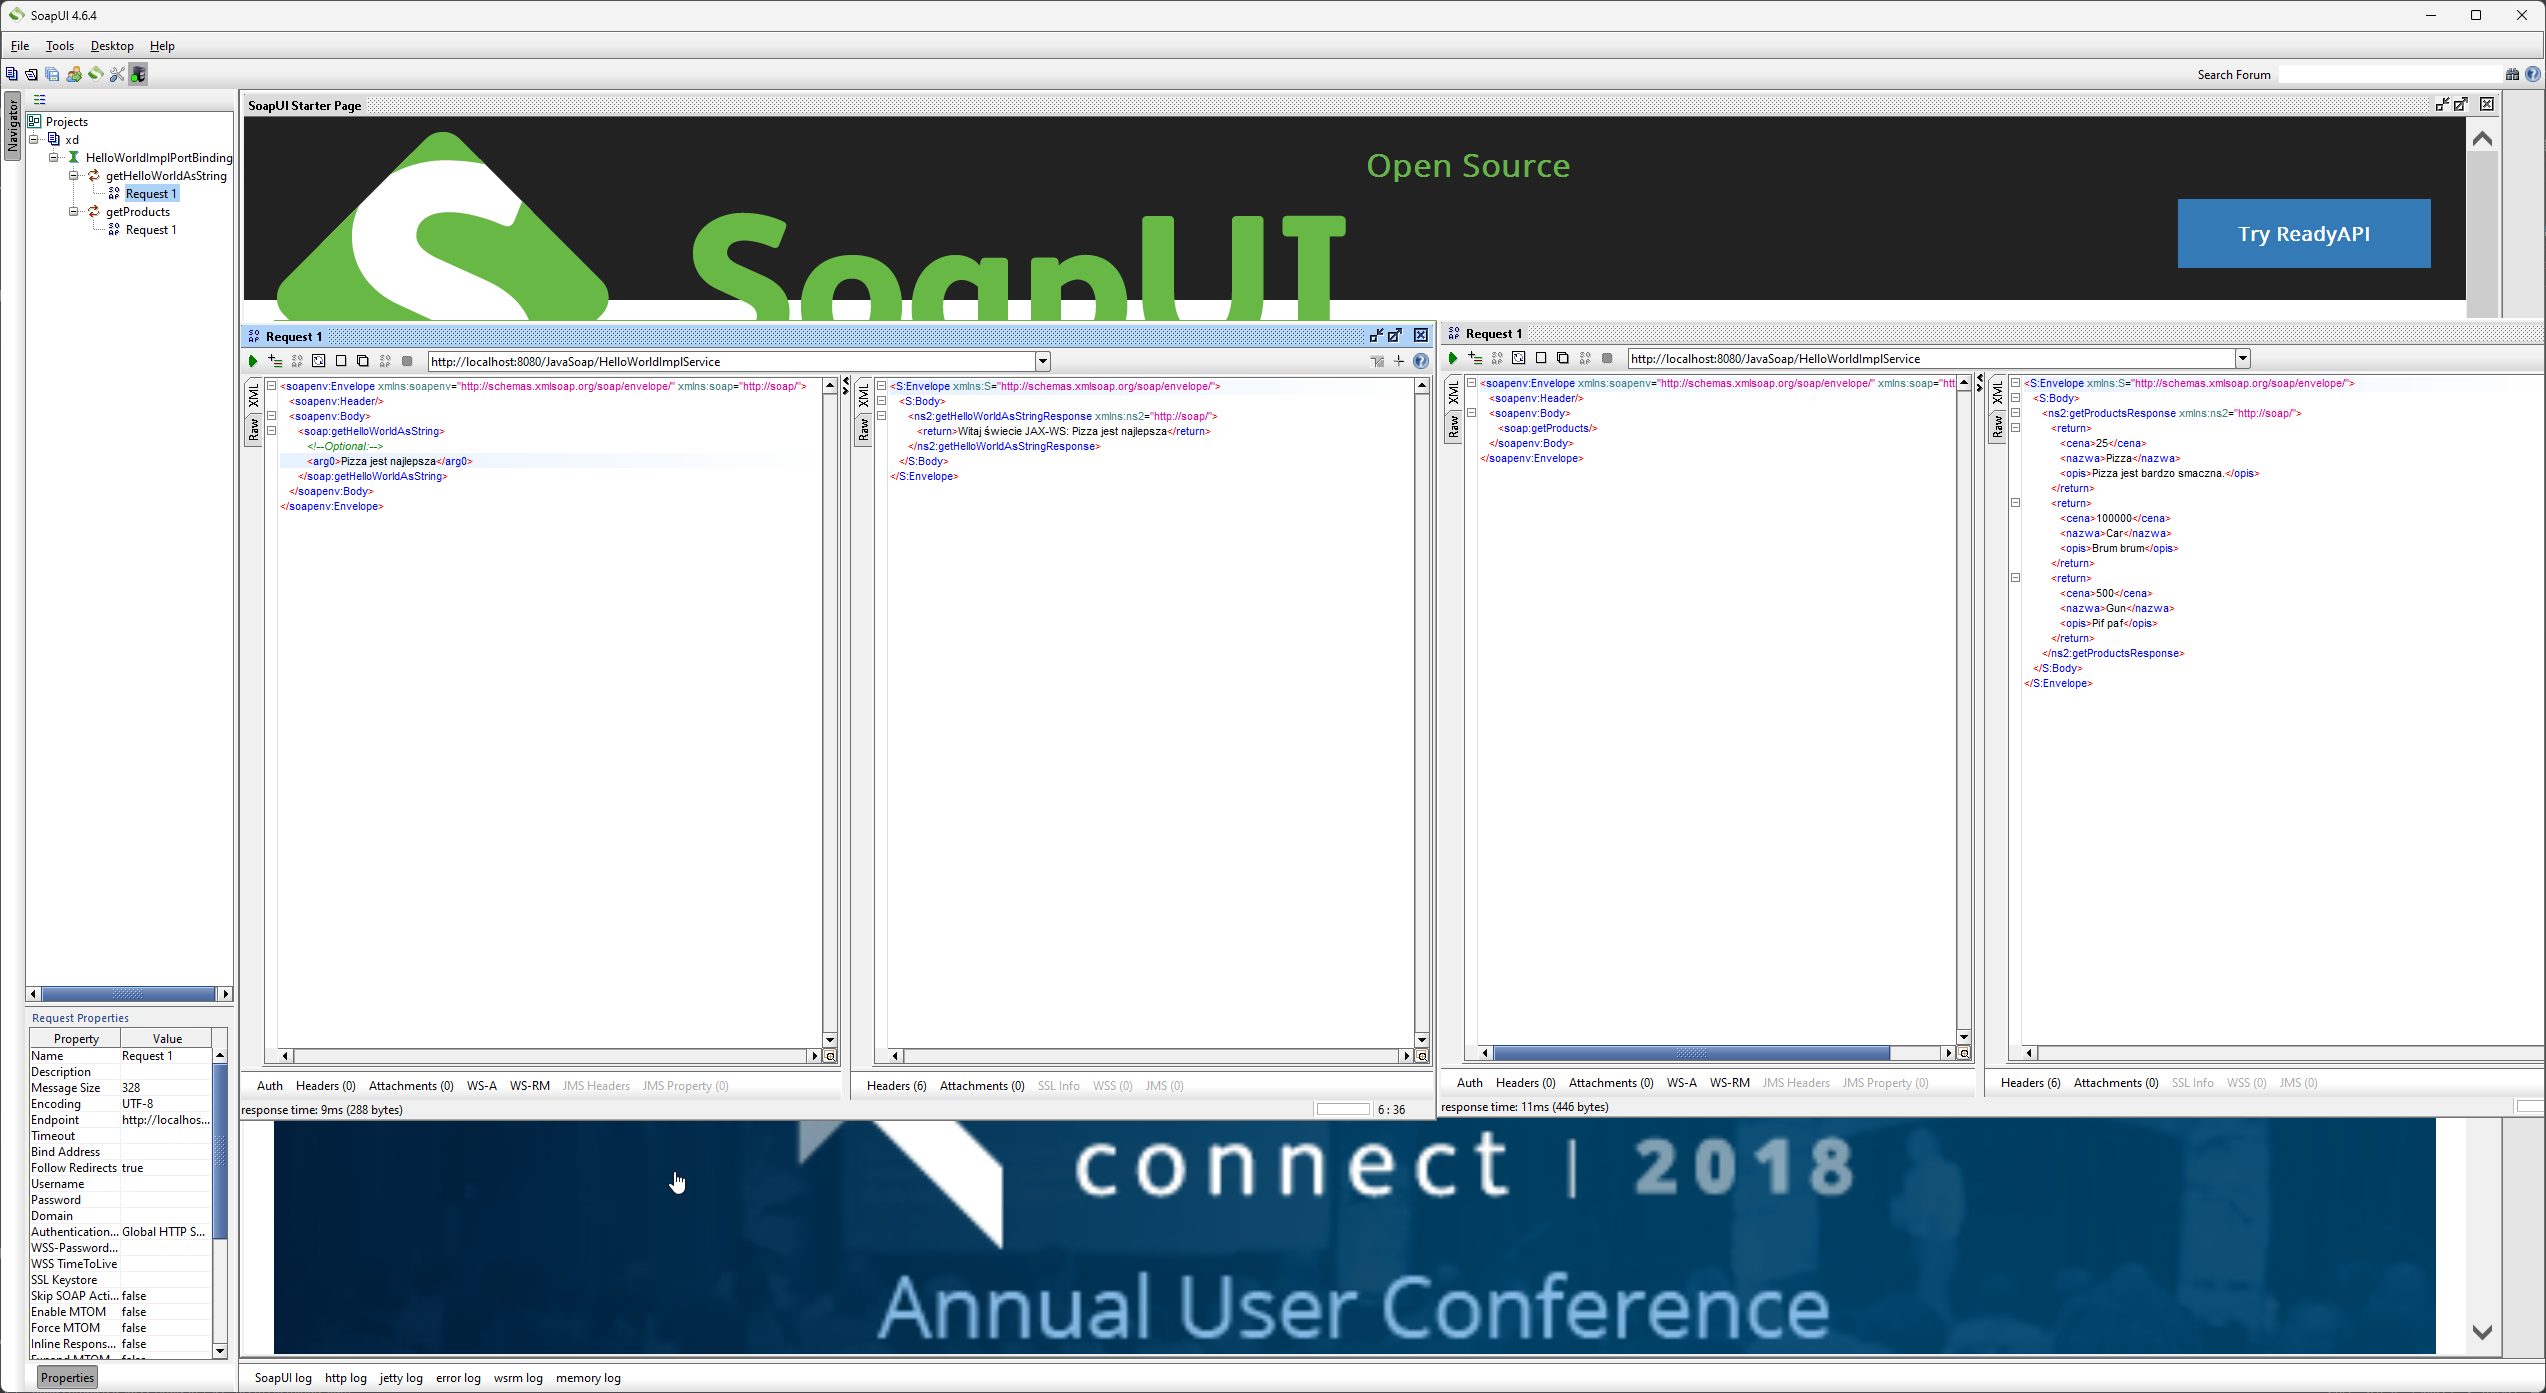 SoapUI 4.6.4
File Tools Desktop Help
Search Forum
Navigator
Projects
xd
HelloWorldImplPortBinding
getHelloWorldAsString
Request 1
getProducts
Request 1
SoapUI Starter Page
Open Source
SoapUI
Try ReadyAPI
Request 1
http://localhost:8080/JavaSoap/HelloWorldImplService
XML
Raw
<soapenv:Envelope xmlns:soapenv="http://schemas.xmlsoap.org/soap/envelope/" xmlns:soap="http://soap/">
<soapenv:Header/>
<soapenv:Body>
<soap:getHelloWorldAsString>
<!--Optional:-->
<arg0>Pizza jest najlepsza</arg0>
</soap:getHelloWorldAsString>
</soapenv:Body>
</soapenv:Envelope>
XML
Raw
<S:Envelope xmlns:S="http://schemas.xmlsoap.org/soap/envelope/">
<S:Body>
<ns2:getHelloWorldAsStringResponse xmlns:ns2="http://soap/">
<return>Witaj świecie JAX-WS: Pizza jest najlepsza</return>
</ns2:getHelloWorldAsStringResponse>
</S:Body>
</S:Envelope>
Auth Headers (0) Attachments (0) WS-A WS-RM JMS Headers JMS Property (0)
Headers (6) Attachments (0) SSL Info WSS (0) JMS (0)
response time: 9ms (288 bytes)
6 : 36
Request 1
http://localhost:8080/JavaSoap/HelloWorldImplService
XML
Raw
<soapenv:Envelope xmlns:soapenv="http://schemas.xmlsoap.org/soap/envelope/" xmlns:soap="htt
<soapenv:Header/>
<soapenv:Body>
<soap:getProducts/>
</soapenv:Body>
</soapenv:Envelope>
XML
Raw
<S:Envelope xmlns:S="http://schemas.xmlsoap.org/soap/envelope/">
<S:Body>
<ns2:getProductsResponse xmlns:ns2="http://soap/">
<return>
<cena>25</cena>
<nazwa>Pizza</nazwa>
<opis>Pizza jest bardzo smaczna.</opis>
</return>
<return>
<cena>100000</cena>
<nazwa>Car</nazwa>
<opis>Brum brum</opis>
</return>
<return>
<cena>500</cena>
<nazwa>Gun</nazwa>
<opis>Pif paf</opis>
</return>
</ns2:getProductsResponse>
</S:Body>
</S:Envelope>
Auth Headers (0) Attachments (0) WS-A WS-RM JMS Headers JMS Property (0)
Headers (6) Attachments (0) SSL Info WSS (0) JMS (0)
response time: 11ms (446 bytes)
connect | 2018
Annual User Conference
Request Properties
Property Value
Name Request 1
Description
Message Size 328
Encoding UTF-8
Endpoint http://localhos...
Timeout
Bind Address
Follow Redirects true
Username
Password
Domain
Authentication... Global HTTP S...
WSS-Password...
WSS TimeToLive
SSL Keystore
Skip SOAP Acti... false
Enable MTOM false
Force MTOM false
Inline Respons... false
Expand MTOM false
Properties
SoapUI log http log jetty log error log wsrm log memory log